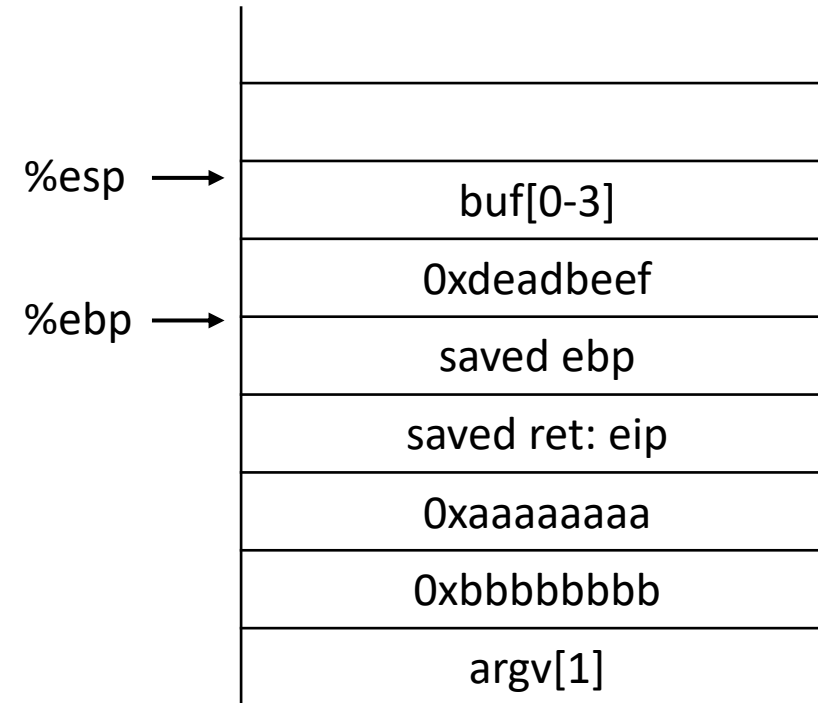 %esp
buf[0-3]
0xdeadbeef
%ebp
saved ebp
saved ret: eip
0xaaaaaaaa
0xbbbbbbbb
argv[1]